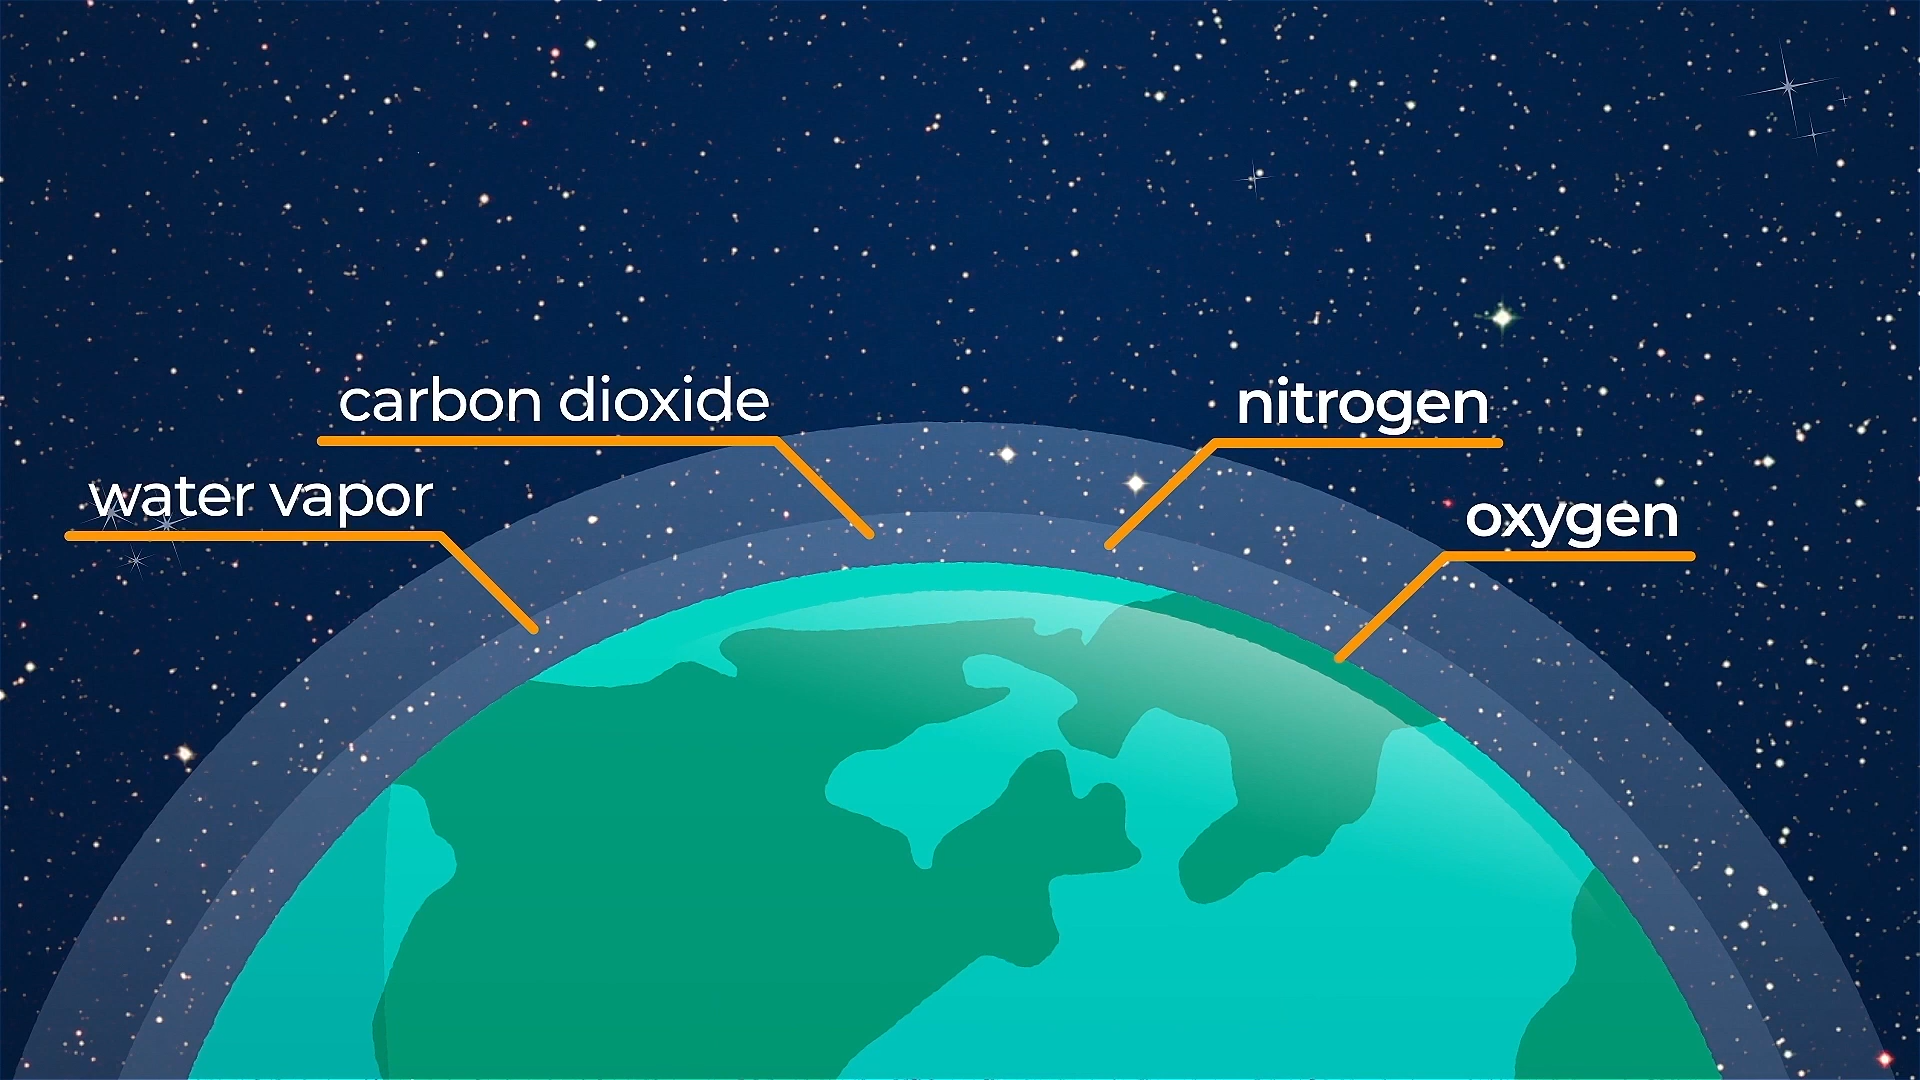 carbon dioxide
nitrogen
water vapor
oxygen